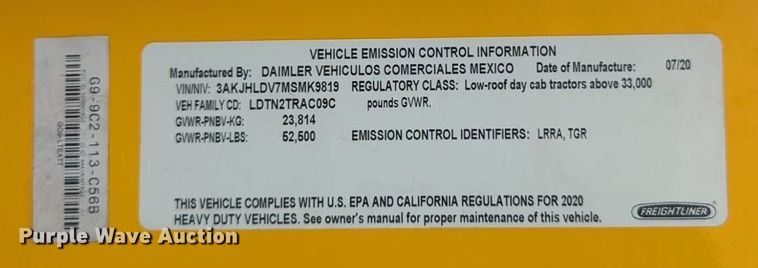 VEHICLE EMISSION CONTROL INFORMATION
Manufactured By: DAIMLER VEHICULOS COMERCIALES MEXICO Date of Manufacture: 07/20
VIN/NIV: 3AKJHLDV7MSMK9819 REGULATORY CLASS: Low-roof day cab tractors above 33,000
VEH FAMILY CD: LDTN2TRAC09C pounds GVWR.
GVWR-PNBV-KG: 23,814
GVWR-PNBV-LBS: 52,500 EMISSION CONTROL IDENTIFIERS: LRRA, TGR
THIS VEHICLE COMPLIES WITH U.S. EPA AND CALIFORNIA REGULATIONS FOR 2020
HEAVY DUTY VEHICLES. See owner's manual for proper maintenance of this vehicle.
FREIGHTLINER
G9-9C2-113-C56B
Purple Wave Auction